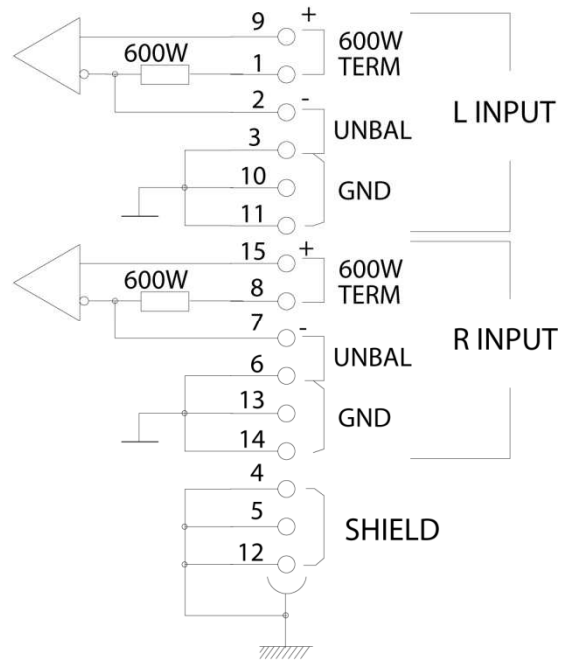 9 +
600W
600W
TERM
1
2 -
L INPUT
UNBAL
3
10
GND
11
15 +
600W
600W
TERM
8
7 -
R INPUT
UNBAL
6
13
GND
14
4
5
SHIELD
12